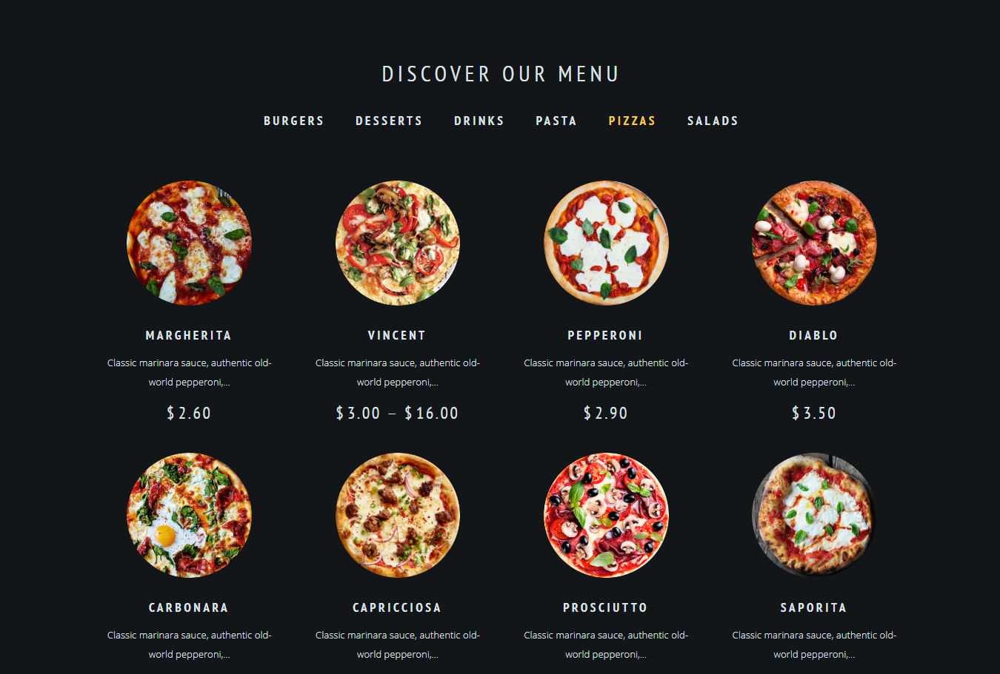 DISCOVER OUR MENU
BURGERS DESSERTS DRINKS PASTA PIZZAS SALADS
MARGHERITA
Classic marinara sauce, authentic old-
world pepperoni,...
$2.60
VINCENT
Classic marinara sauce, authentic old-
world pepperoni,...
$3.00 – $16.00
PEPPERONI
Classic marinara sauce, authentic old-
world pepperoni,...
$2.90
DIABLO
Classic marinara sauce, authentic old-
world pepperoni,...
$3.50
CARBONARA
Classic marinara sauce, authentic old-
world pepperoni,...
CAPRICCIOSA
Classic marinara sauce, authentic old-
world pepperoni,...
PROSCIUTTO
Classic marinara sauce, authentic old-
world pepperoni,...
SAPORITA
Classic marinara sauce, authentic old-
world pepperoni,...